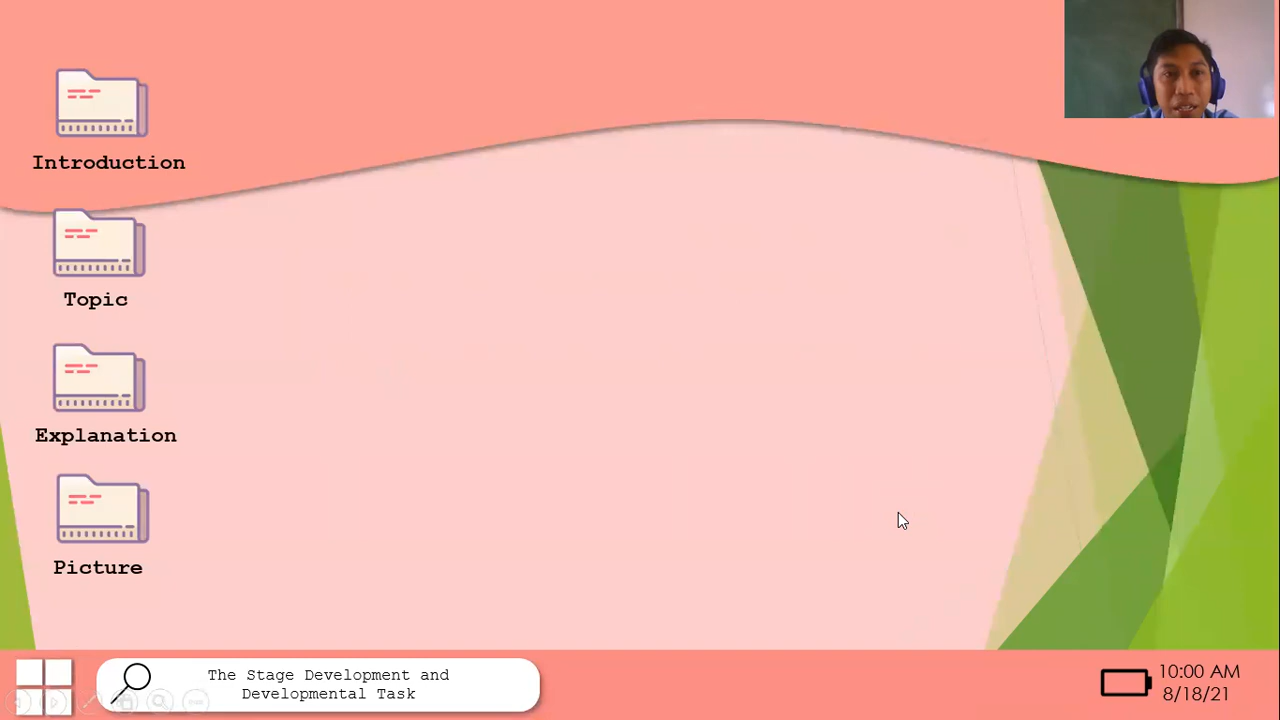 Introduction
Topic
Explanation
Picture
The Stage Development and
Developmental Task
10:00 AM
8/18/21